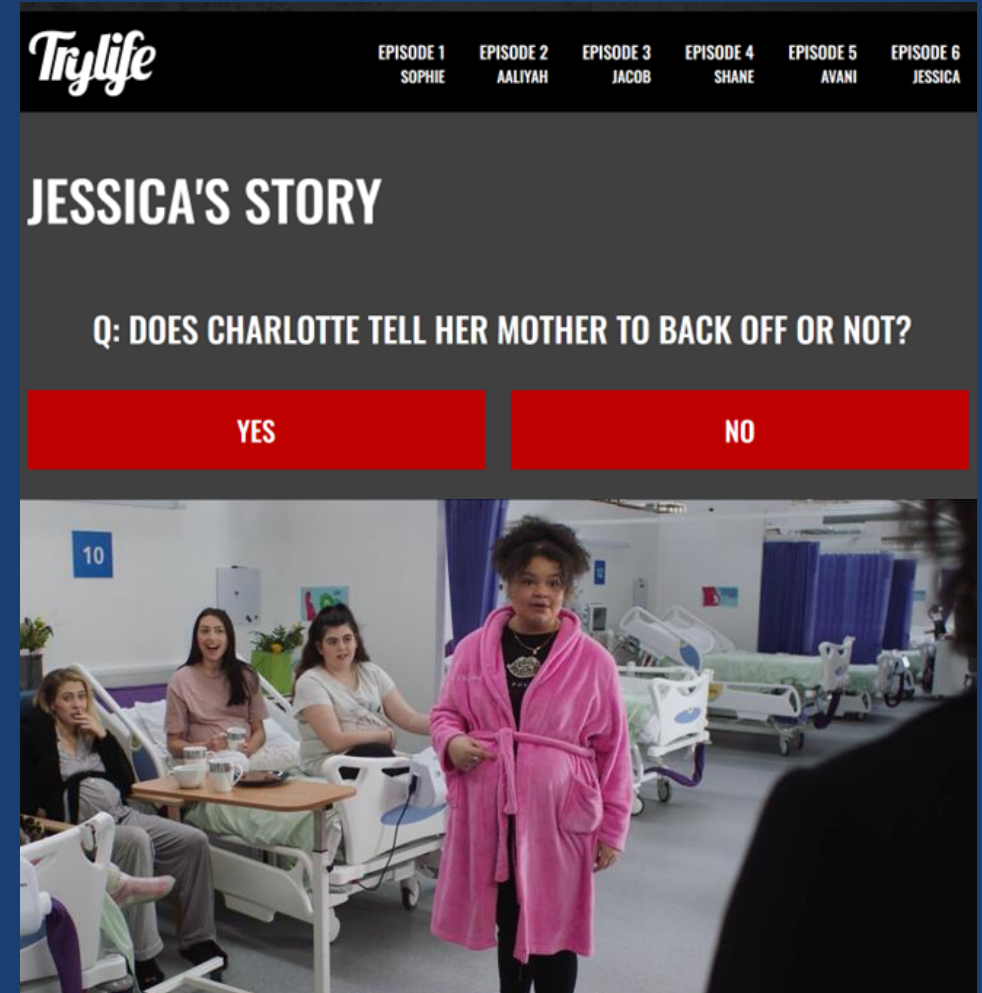 Trylife
EPISODE 1 EPISODE 2 EPISODE 3 EPISODE 4 EPISODE 5 EPISODE 6
SOPHIE AALIYAH JACOB SHANE AVANI JESSICA
JESSICA'S STORY
Q: DOES CHARLOTTE TELL HER MOTHER TO BACK OFF OR NOT?
YES NO
10